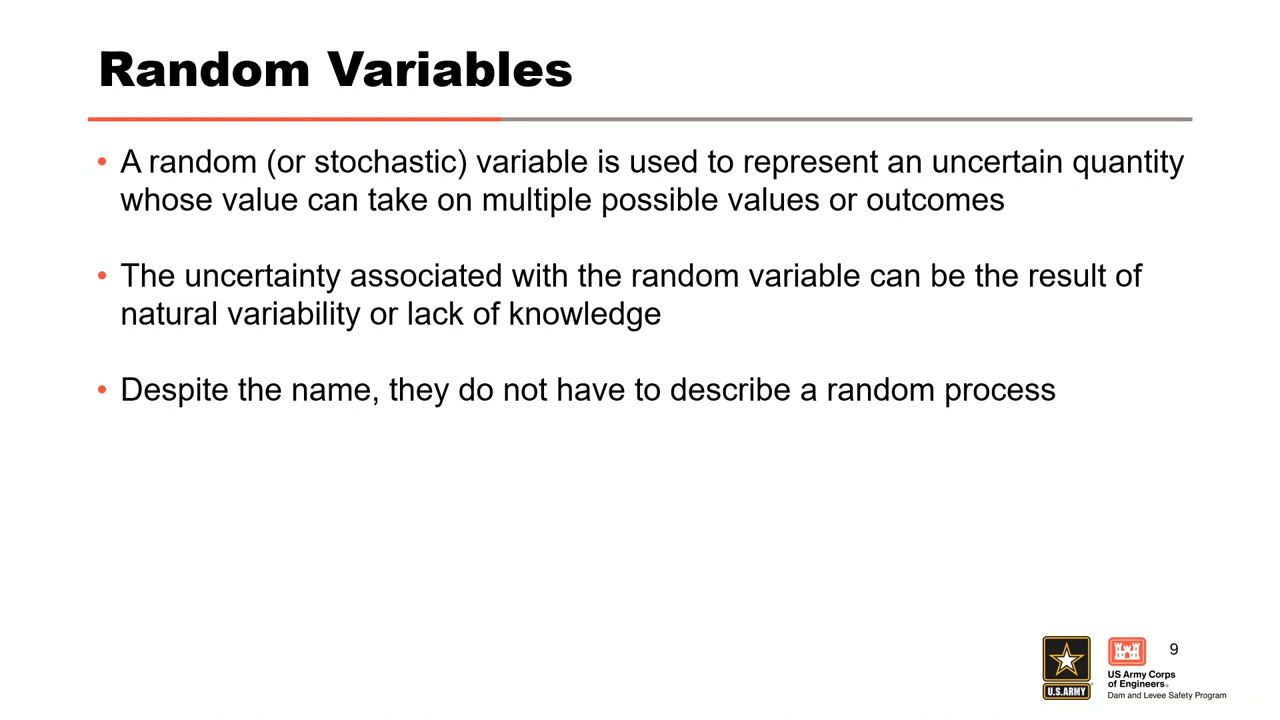 Random Variables
• A random (or stochastic) variable is used to represent an uncertain quantity
whose value can take on multiple possible values or outcomes
• The uncertainty associated with the random variable can be the result of
natural variability or lack of knowledge
• Despite the name, they do not have to describe a random process
U.S.ARMY
US Army Corps
of Engineers®
Dam and Levee Safety Program
9